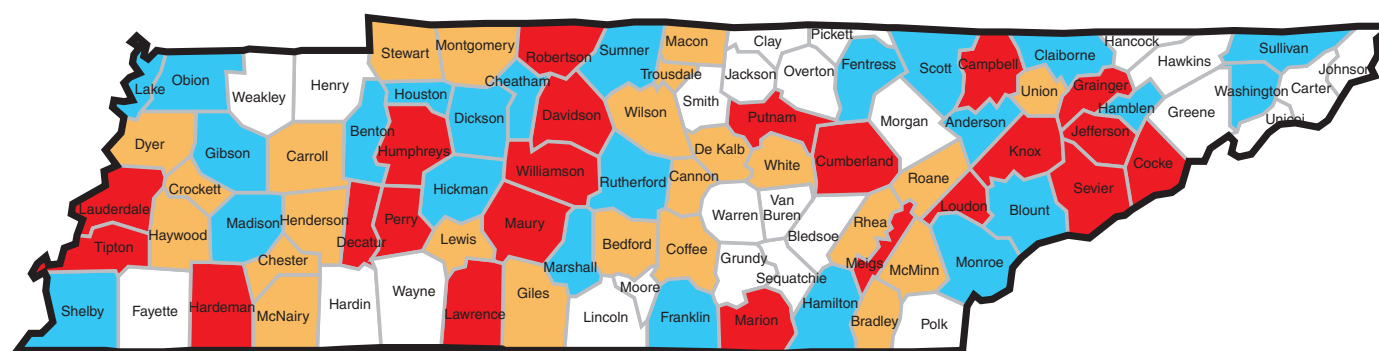 Pickett
Hancock
Macon
Clay
Montgomery
Stewart
Robertson
Sumner
Sullivan
Claiborne
Fentress
Scott
Campbell
Hawkins
Johnson
Trousdale
Jackson
Overton
Cheatham
Obion
Lake
Henry
Weakley
Houston
Union
Grainger
Washington
Carter
Smith
Hamblen
Greene
Wilson
Davidson
Dickson
Putnam
Morgan
Anderson
Unicoi
Benton
Jefferson
Dyer
Gibson
Carroll
Humphreys
De Kalb
White
Cumberland
Knox
Cocke
Williamson
Rutherford
Cannon
Roane
Crockett
Hickman
Sevier
Lauderdale
Madison
Henderson
Perry
Maury
Warren
Van
Buren
Loudon
Blount
Rhea
Haywood
Decatur
Lewis
Bedford
Coffee
Bledsoe
Tipton
Chester
Marshall
Grundy
Meigs
McMinn
Monroe
Sequatchie
Moore
Shelby
Fayette
Hardeman
McNairy
Hardin
Wayne
Lawrence
Giles
Lincoln
Franklin
Marion
Hamilton
Bradley
Polk